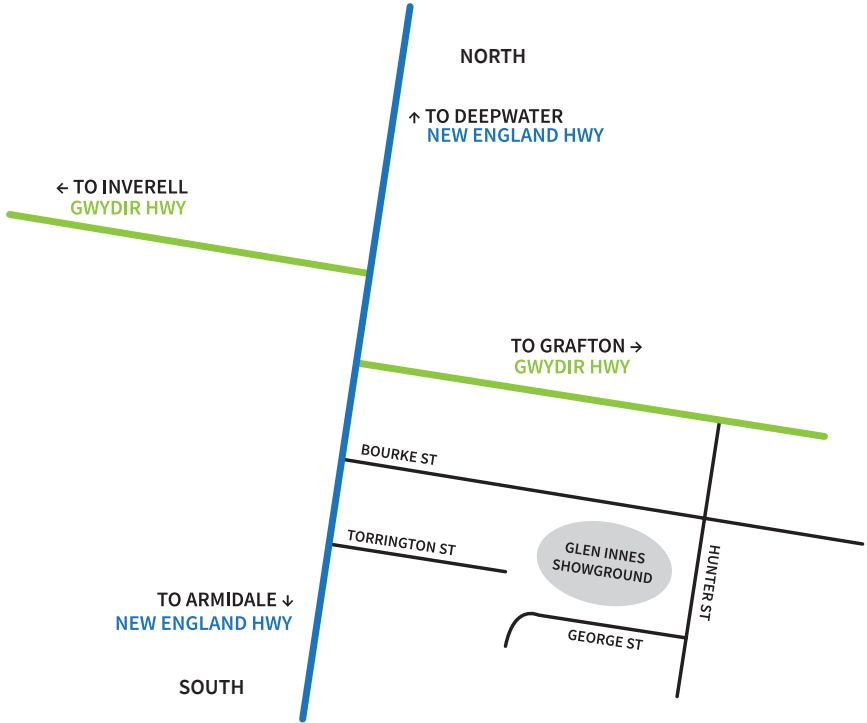 NORTH
↑ TO DEEPWATER
NEW ENGLAND HWY
← TO INVERELL
GWYDIR HWY
TO GRAFTON →
GWYDIR HWY
BOURKE ST
TORRINGTON ST
GLEN INNES
SHOWGROUND
HUNTER ST
TO ARMIDALE ↓
NEW ENGLAND HWY
GEORGE ST
SOUTH